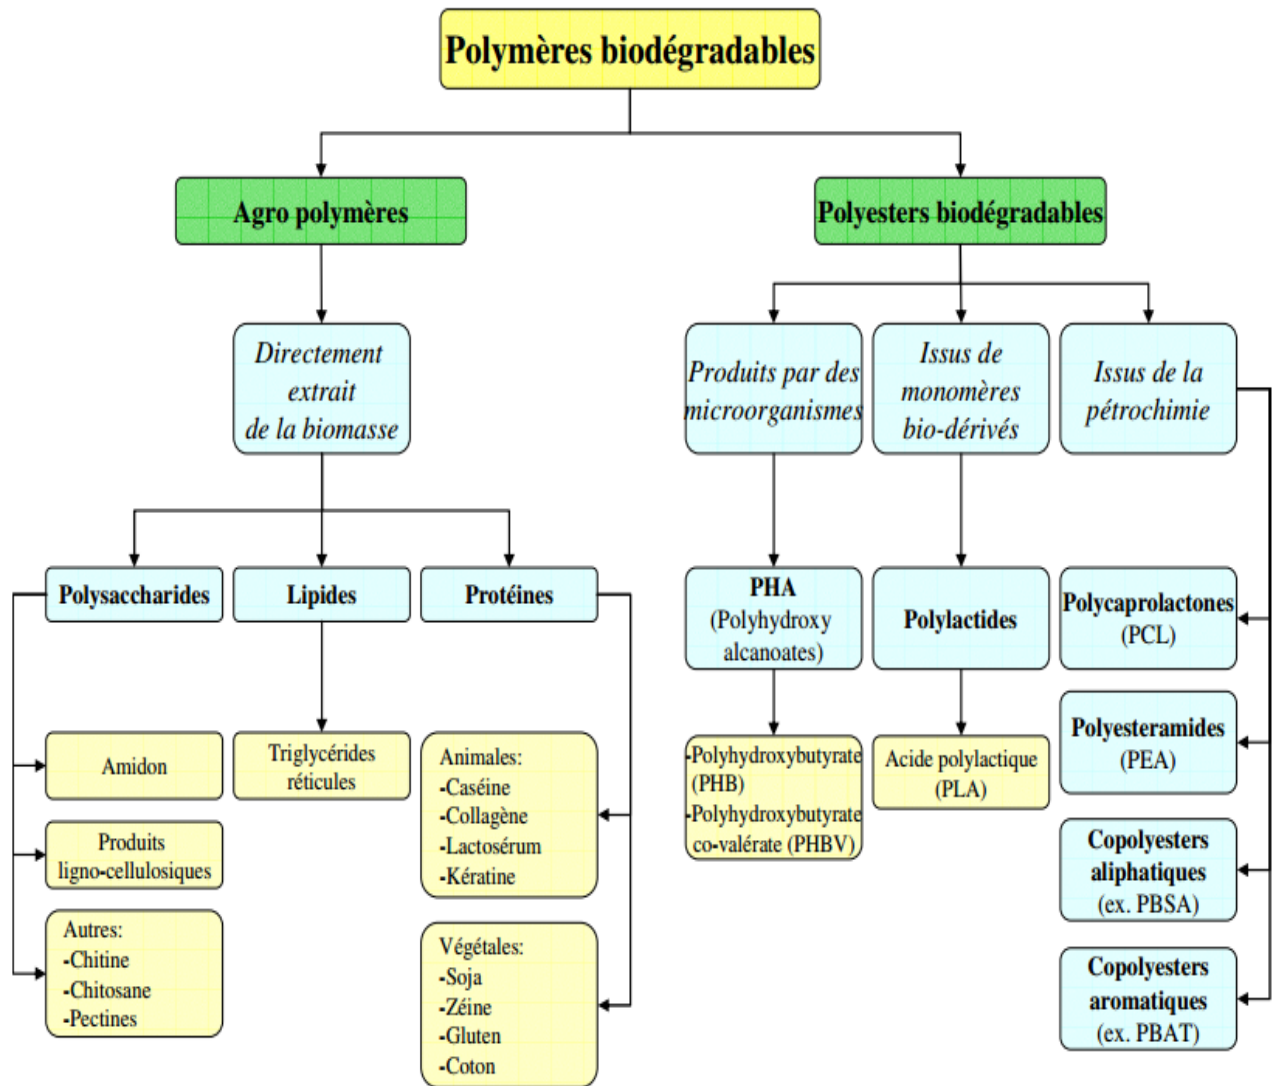 Polymères biodégradables
Agro polymères
Polyesters biodégradables
Directement
extrait
de la biomasse
Produits par des
microorganismes
Issus de
monomères
bio-dérivés
Issus de la
pétrochimie
Polysaccharides
Lipides
Protéines
PHA
(Polyhydroxy
alcanoates)
Polylactides
Polycaprolactones
(PCL)
Amidon
Produits
ligno-cellulosiques
Autres:
-Chitine
-Chitosane
-Pectines
Triglycérides
réticules
Animales:
-Caséine
-Collagène
-Lactosérum
-Kératine
Végétales:
-Soja
-Zéine
-Gluten
-Coton
-Polyhydroxybutyrate
(PHB)
-Polyhydroxybutyrate
co-valérate (PHBV)
Acide polylactique
(PLA)
Polyesteramides
(PEA)
Copolyesters
aliphatiques
(ex. PBSA)
Copolyesters
aromatiques
(ex. PBAT)